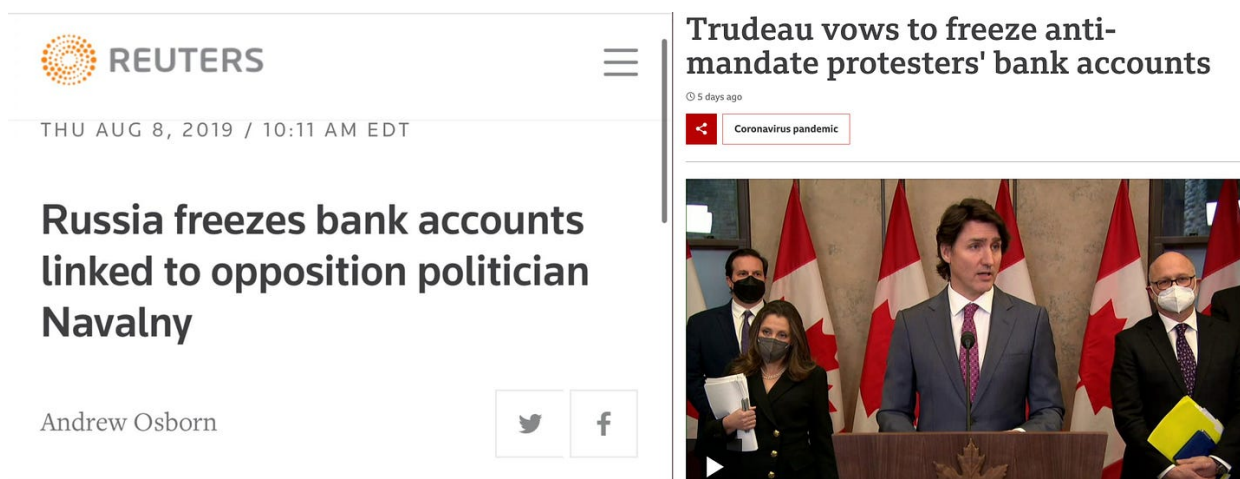 REUTERS
THU AUG 8, 2019 / 10:11 AM EDT
Russia freezes bank accounts
linked to opposition politician
Navalny
Andrew Osborn
Trudeau vows to freeze anti-
mandate protesters' bank accounts
5 days ago
Coronavirus pandemic